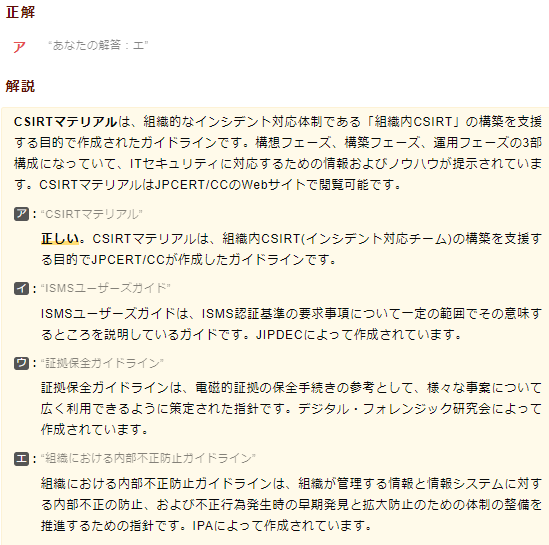 正解
ア
“あなたの解答：エ”
解説
CSIRTマテリアルは、組織的なインシデント対応体制である「組織内CSIRT」の構築を支援
する目的で作成されたガイドラインです。構想フェーズ、構築フェーズ、運用フェーズの3部
構成になっていて、ITセキュリティに対応するための情報およびノウハウが提示されていま
す。CSIRTマテリアルはJPCERT/CCのWebサイトで閲覧可能です。
ア：“CSIRTマテリアル”
正しい。CSIRTマテリアルは、組織内CSIRT(インシデント対応チーム)の構築を支援す
る目的でJPCERT/CCが作成したガイドラインです。
イ：“ISMSユーザーズガイド”
ISMSユーザーズガイドは、ISMS認証基準の要求事項について一定の範囲でその意味す
るところを説明しているガイドです。JIPDECによって作成されています。
ウ：“証拠保全ガイドライン”
証拠保全ガイドラインは、電磁的証拠の保全手続きの参考として、様々な事案について
広く利用できるように策定された指針です。デジタル・フォレンジック研究会によって
作成されています。
エ：“組織における内部不正防止ガイドライン”
組織における内部不正防止ガイドラインは、組織が管理する情報と情報システムに対す
る内部不正の防止、および不正行為発生時の早期発見と拡大防止のための体制の整備を
推進するための指針です。IPAによって作成されています。